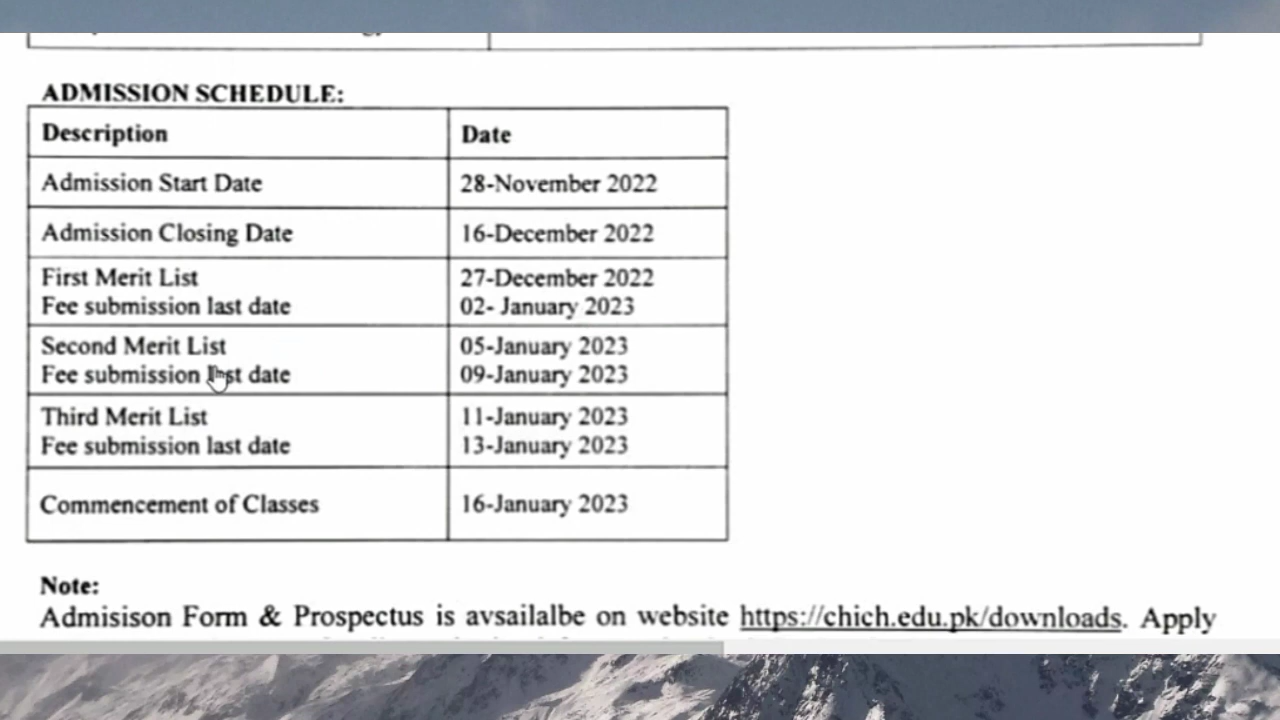 ADMISSION SCHEDULE:
Description Date
Admission Start Date 28-November 2022
Admission Closing Date 16-December 2022
First Merit List 27-December 2022
Fee submission last date 02- January 2023
Second Merit List 05-January 2023
Fee submission last date 09-January 2023
Third Merit List 11-January 2023
Fee submission last date 13-January 2023
Commencement of Classes 16-January 2023
Note:
Admisison Form & Prospectus is avsailalbe on website https://chich.edu.pk/downloads. Apply